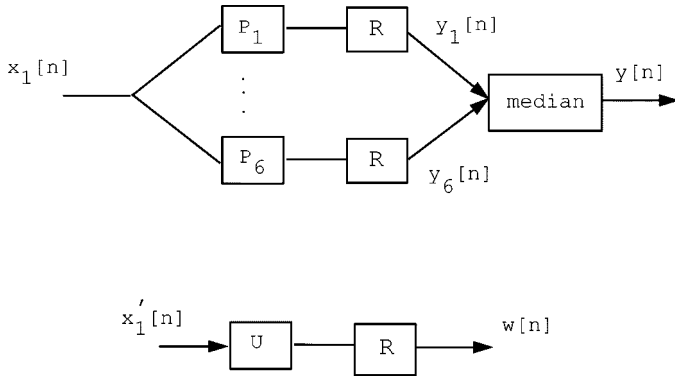 P₁ R y₁[n]
x₁[n] y[n]
median
P₆ R
y₆[n]
x₁'[n] U R w[n]